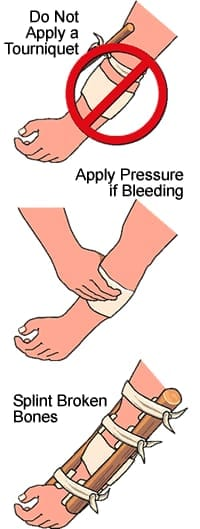 Do Not
Apply a
Tourniquet
Apply Pressure
if Bleeding
Splint Broken
Bones